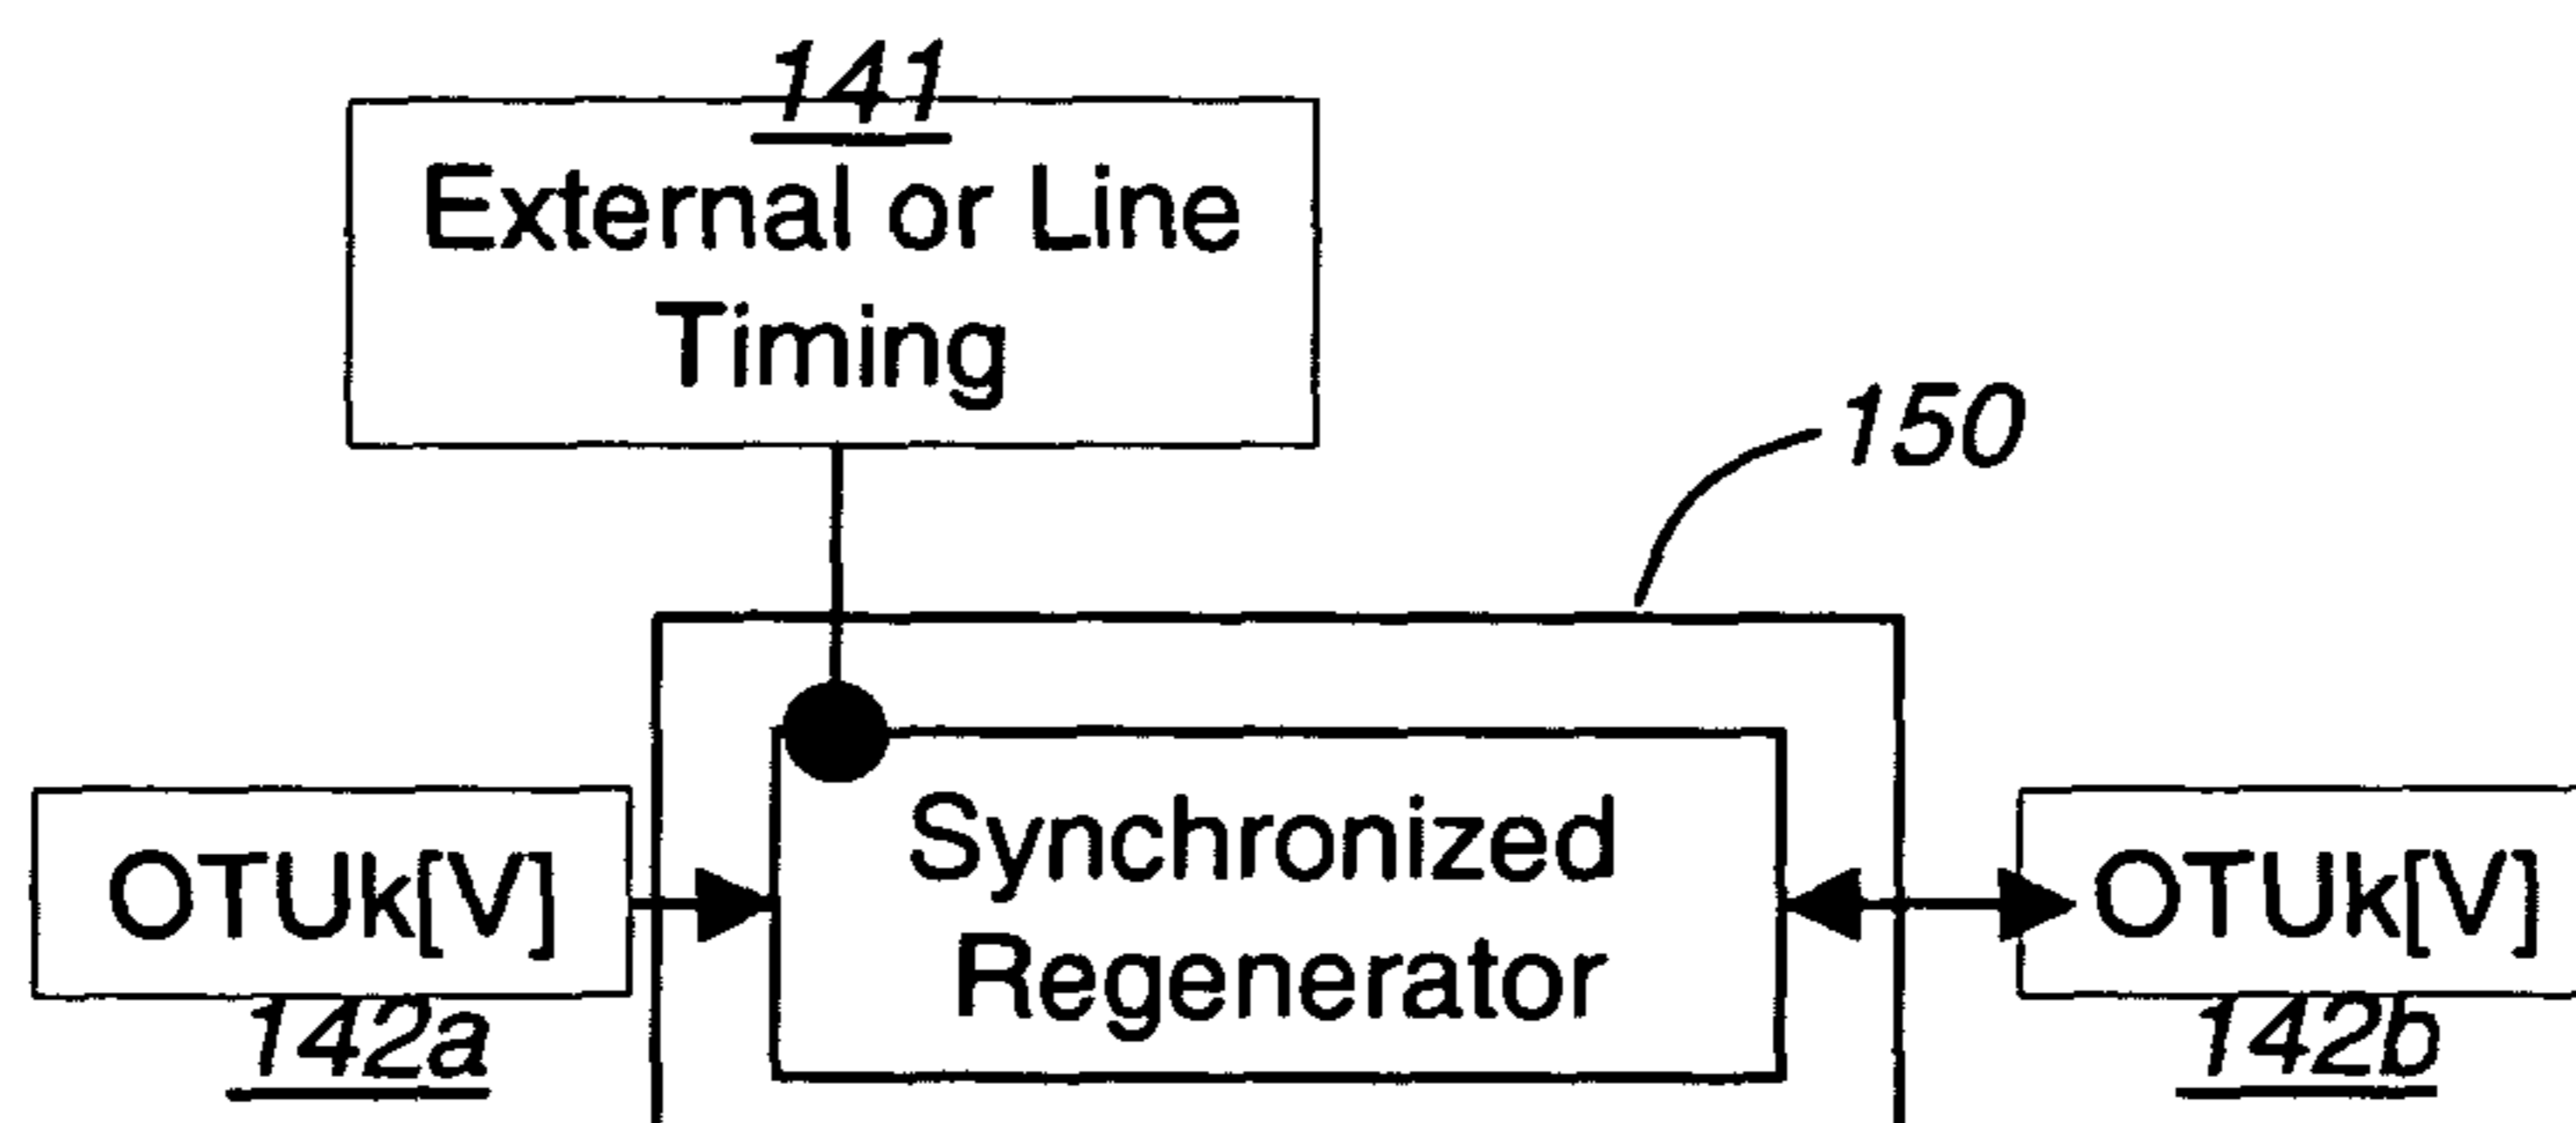 141
External or Line
Timing
150
OTUk[V]
Synchronized
Regenerator
OTUk[V]
142a
142b